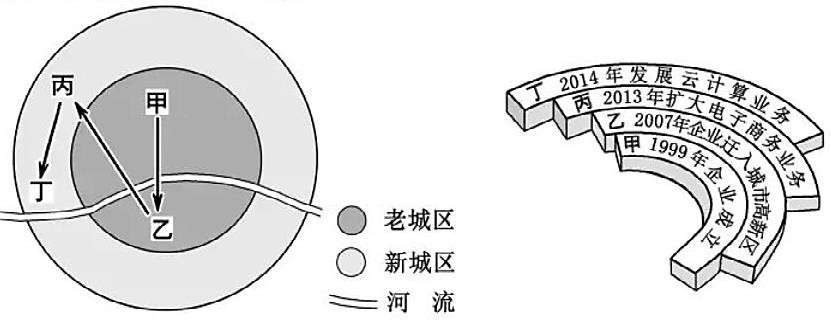 丙
甲
丁
乙
老城区
新城区
河流
丁 2014年发展云计算业务
丙 2013年扩大电子商务业务
乙 2007年企业迁入城市高新区
甲 1999年企业成立